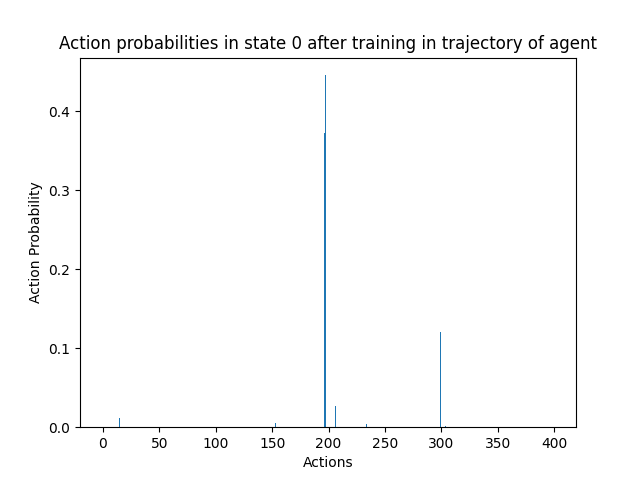 Action probabilities in state 0 after training in trajectory of agent
0.4
0.3
0.2
0.1
0.0
Action Probability
0 50 100 150 200 250 300 350 400
Actions